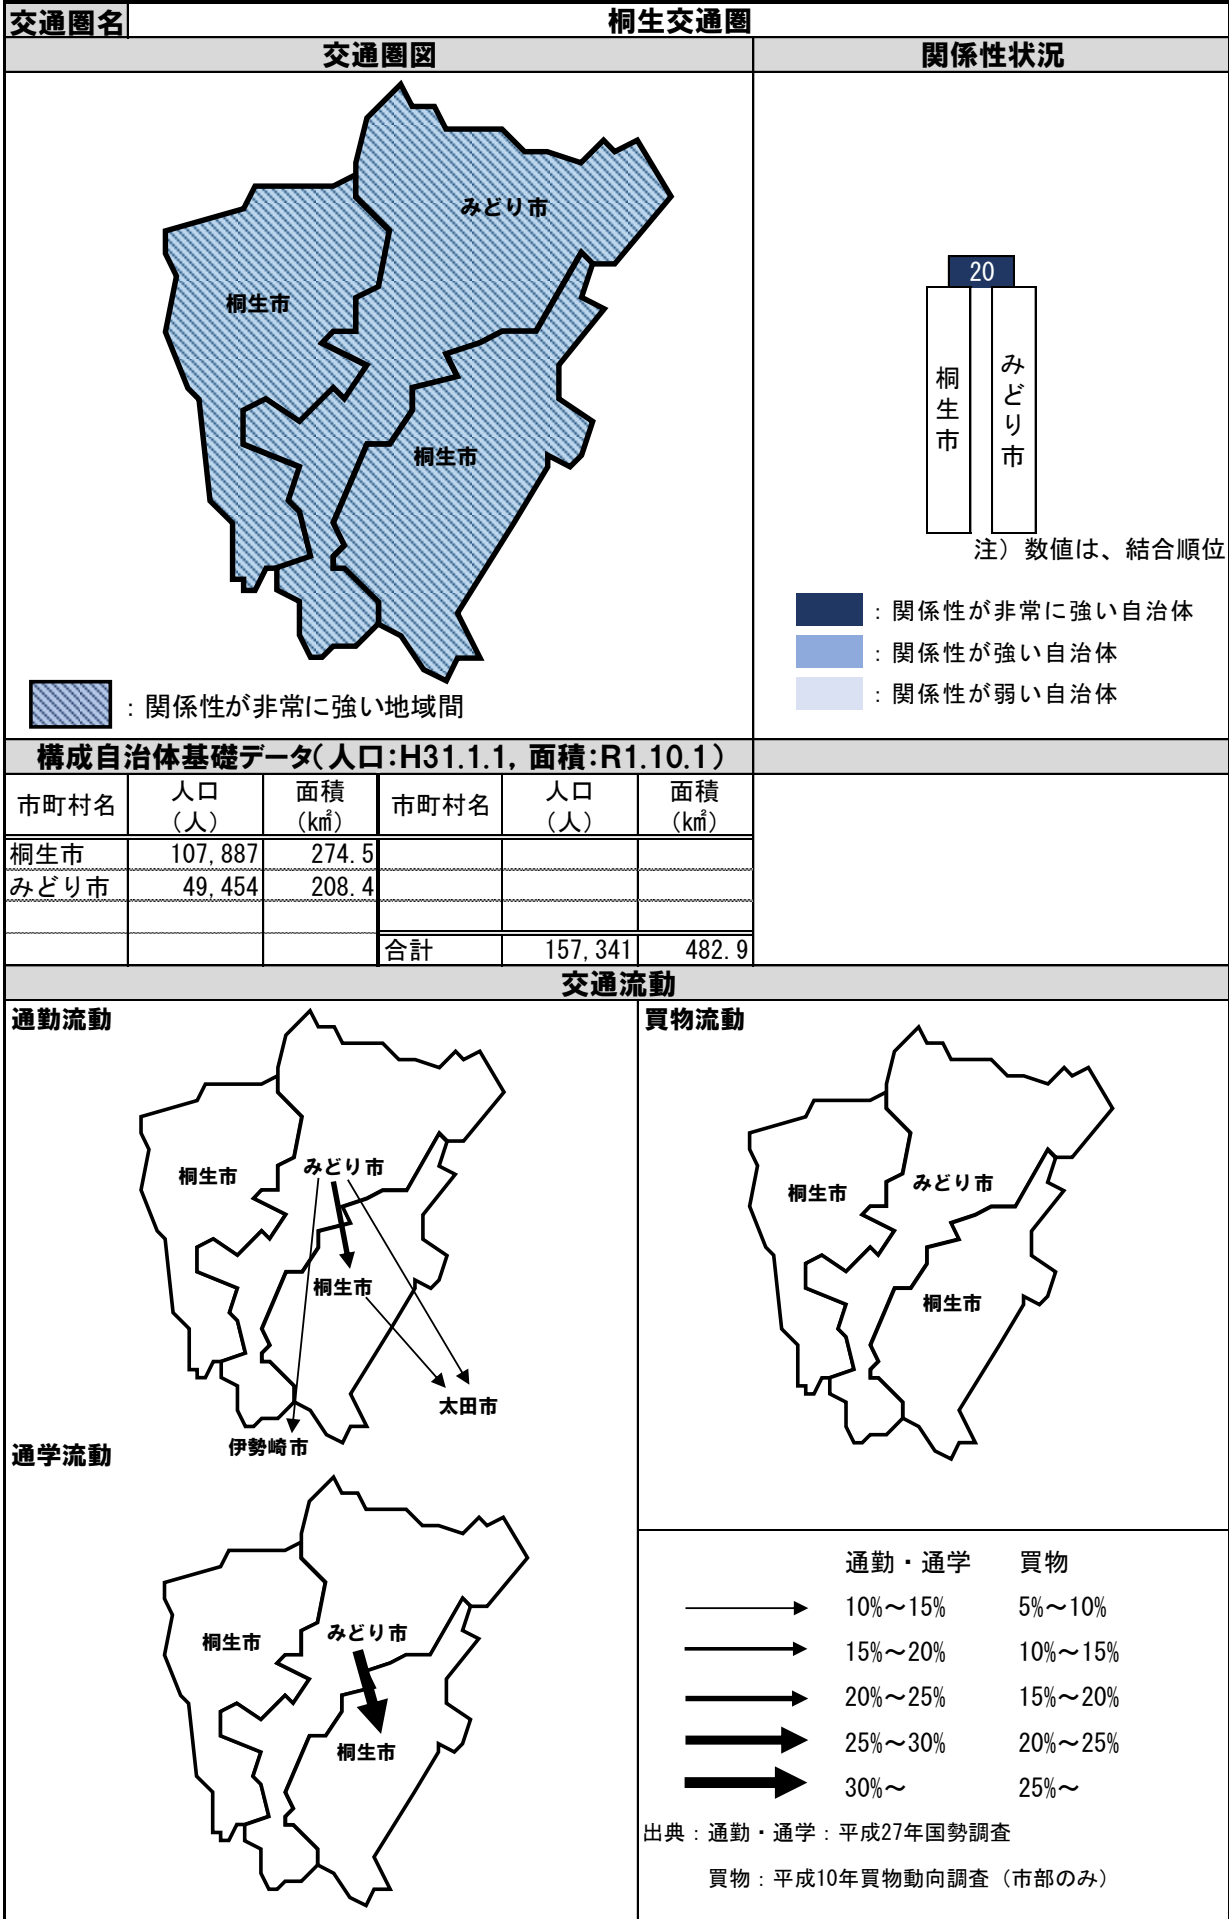 交通圏名 桐生交通圏
交通圏図 関係性状況
みどり市
桐生市
桐生市
：関係性が非常に強い地域間
20
桐生市
みどり市
注）数値は、結合順位
：関係性が非常に強い自治体
：関係性が強い自治体
：関係性が弱い自治体
構成自治体基礎データ(人口:H31.1.1, 面積:R1.10.1)
市町村名 人口（人） 面積（k㎡） 市町村名 人口（人） 面積（k㎡）
桐生市 107,887 274.5
みどり市 49,454 208.4
合計 157,341 482.9
交通流動
通勤流動
桐生市
みどり市
桐生市
太田市
伊勢崎市
買物流動
桐生市
みどり市
桐生市
通学流動
桐生市
みどり市
桐生市
通勤・通学 買物
10%～15% 5%～10%
15%～20% 10%～15%
20%～25% 15%～20%
25%～30% 20%～25%
30%～ 25%～
出典：通勤・通学：平成27年国勢調査
買物：平成10年買物動向調査（市部のみ）